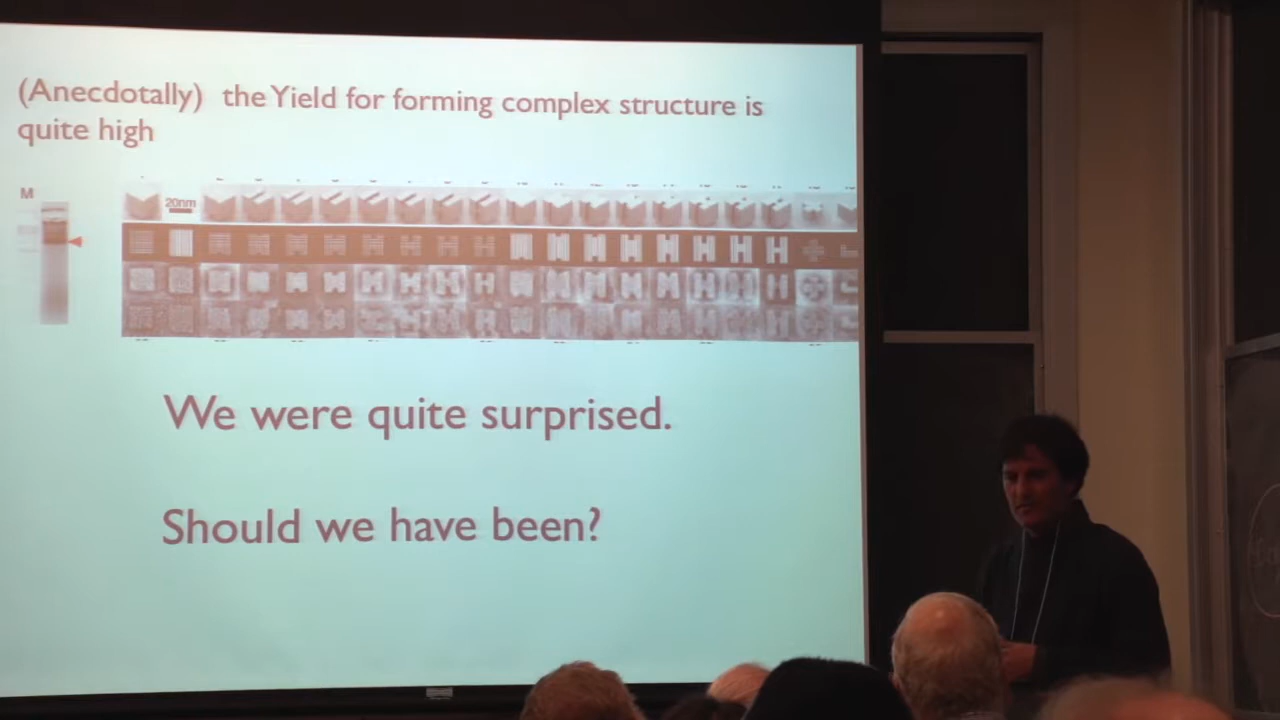 (Anecdotally) the Yield for forming complex structure is
quite high
M
20nm
We were quite surprised.
Should we have been?